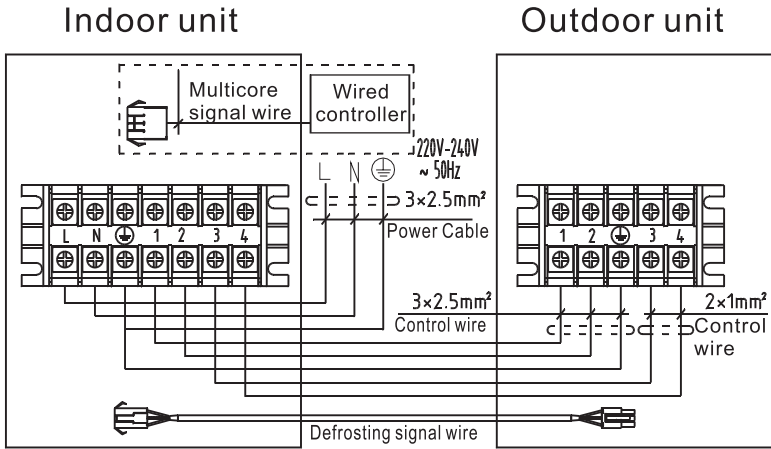 Indoor unit
Outdoor unit
Multicore
signal wire
Wired
controller
220V-240V
~ 50Hz
L N
3×2.5mm²
Power Cable
L N 1 2 3 4
1 2 3 4
3×2.5mm²
Control wire
2×1mm²
Control
wire
Defrosting signal wire